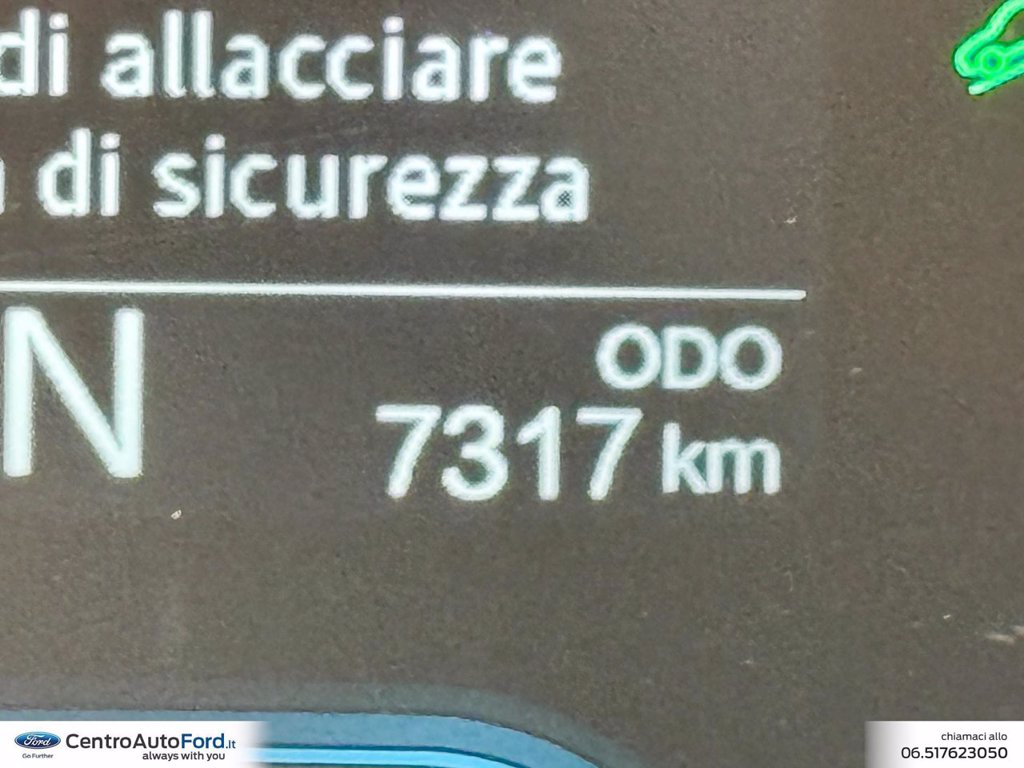 di allacciare
di sicurezza
N
ODO
7317 km
Ford
Go Further
CentroAutoFord.it
always with you
chiamaci allo
06.517623050